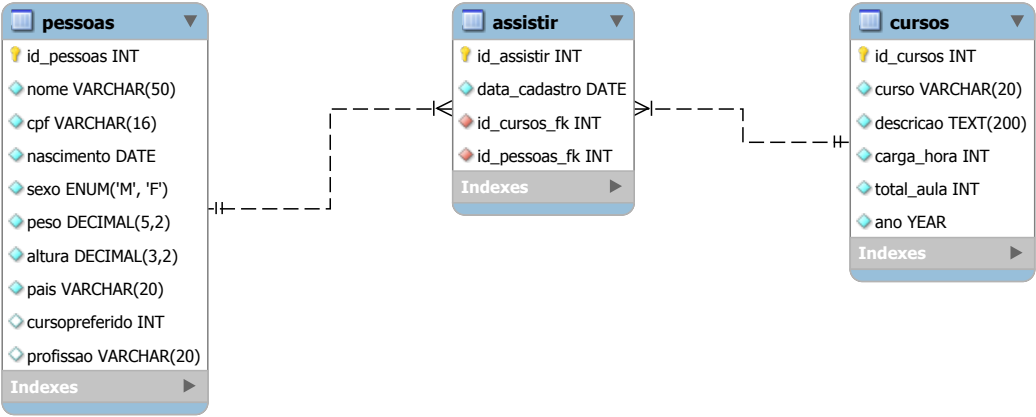 pessoas
id_pessoas INT
nome VARCHAR(50)
cpf VARCHAR(16)
nascimento DATE
sexo ENUM('M', 'F')
peso DECIMAL(5,2)
altura DECIMAL(3,2)
pais VARCHAR(20)
cursopreferido INT
profissao VARCHAR(20)
Indexes
assistir
id_assistir INT
data_cadastro DATE
id_cursos_fk INT
id_pessoas_fk INT
Indexes
cursos
id_cursos INT
curso VARCHAR(20)
descricao TEXT(200)
carga_hora INT
total_aula INT
ano YEAR
Indexes